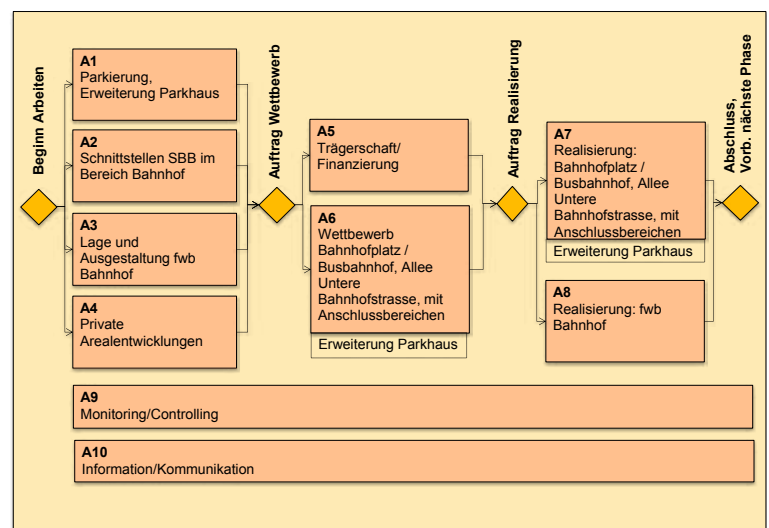 Beginn Arbeiten
A1
Parkierung,
Erweiterung Parkhaus
A2
Schnittstellen SBB im
Bereich Bahnhof
A3
Lage und
Ausgestaltung fwb
Bahnhof
A4
Private
Arealentwicklungen
Auftrag Wettbewerb
A5
Trägerschaft/
Finanzierung
A6
Wettbewerb
Bahnhofplatz /
Busbahnhof, Allee
Untere
Bahnhofstrasse, mit
Anschlussbereichen
Erweiterung Parkhaus
Auftrag Realisierung
A7
Realisierung:
Bahnhofplatz /
Busbahnhof, Allee
Untere
Bahnhofstrasse, mit
Anschlussbereichen
Erweiterung Parkhaus
A8
Realisierung: fwb
Bahnhof
Abschluss,
Vorb. nächste Phase
A9
Monitoring/Controlling
A10
Information/Kommunikation